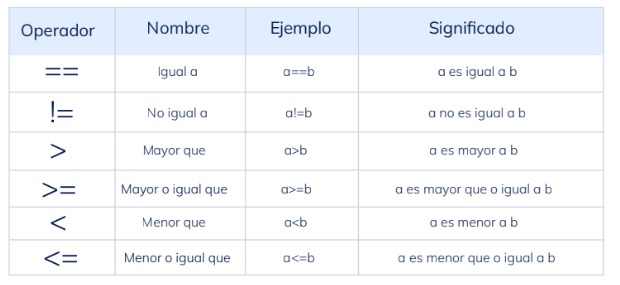 Operador Nombre Ejemplo Significado
== Igual a a==b a es igual a b
!= No igual a a!=b a no es igual a b
> Mayor que a>b a es mayor a b
>= Mayor o igual que a>=b a es mayor que o igual a b
< Menor que a<b a es menor a b
<= Menor o igual que a<=b a es menor que o igual a b